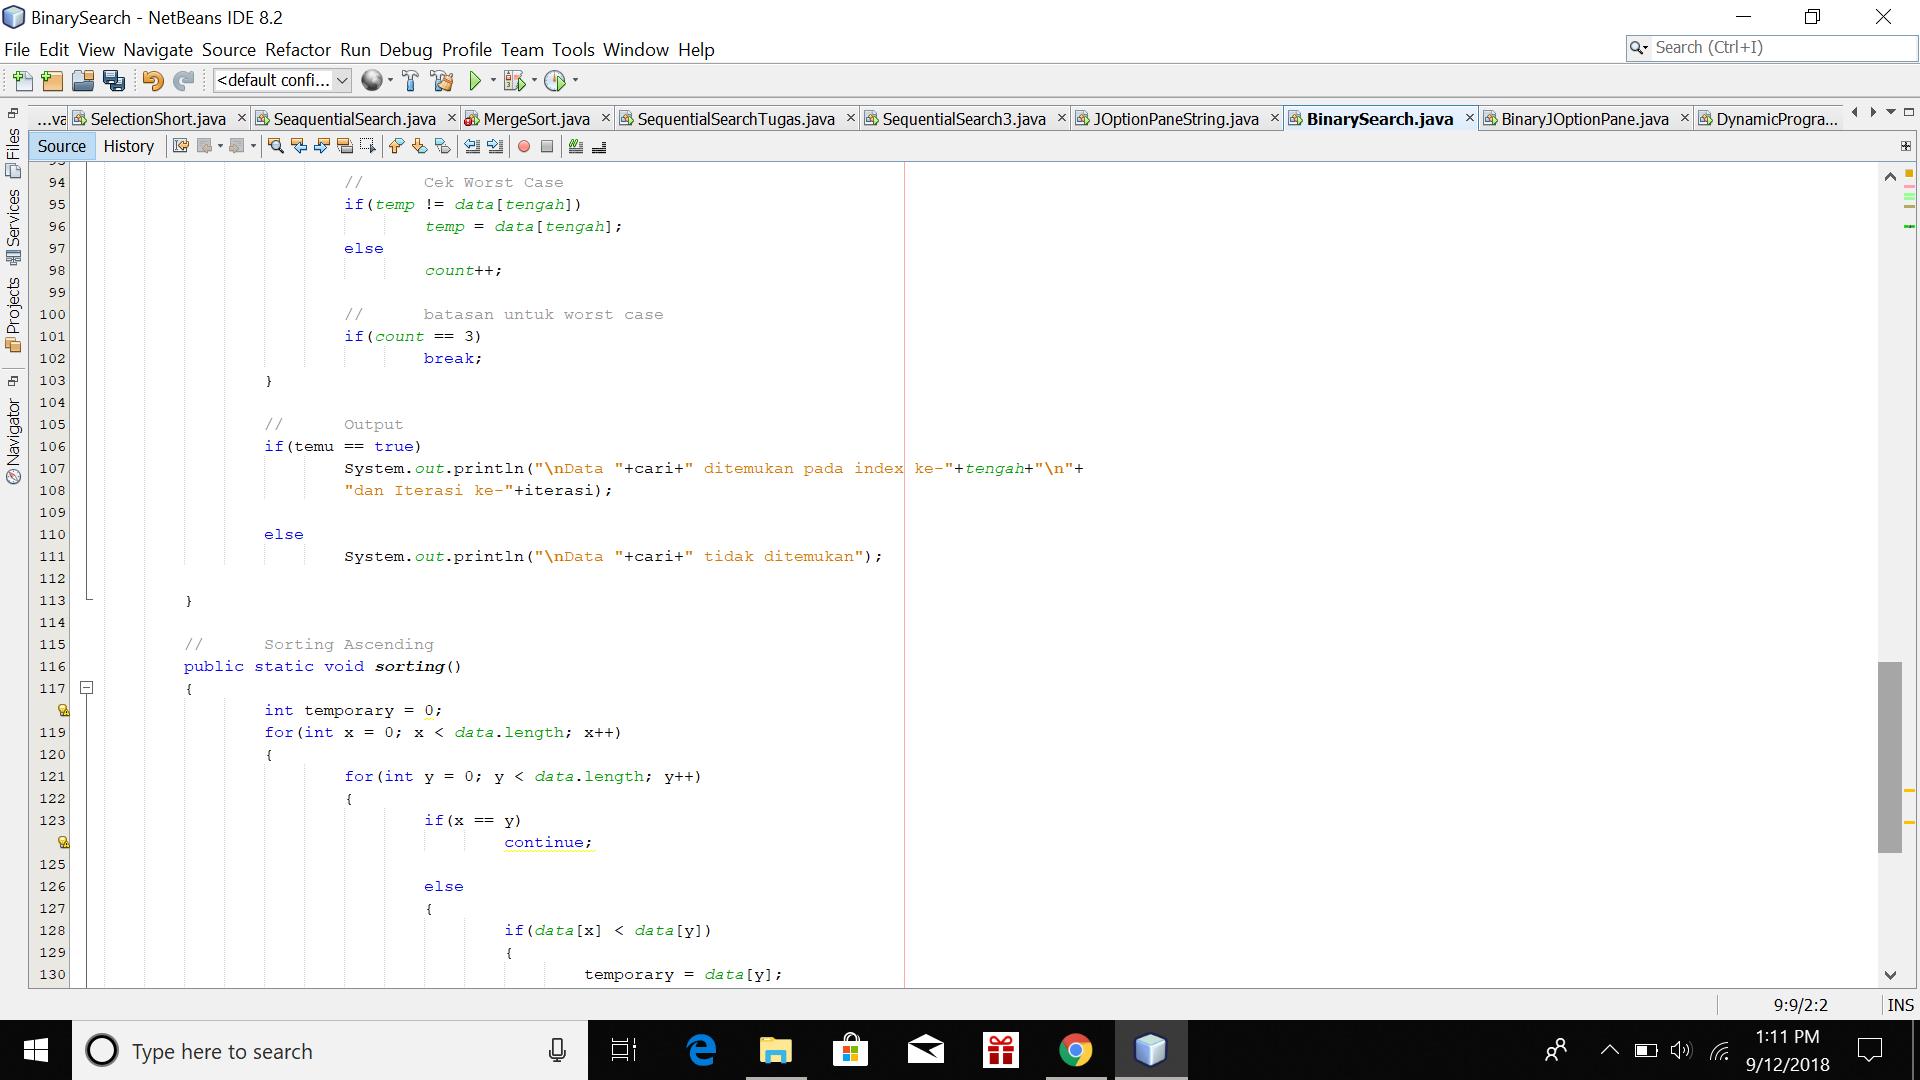 BinarySearch - NetBeans IDE 8.2
File Edit View Navigate Source Refactor Run Debug Profile Team Tools Window Help
Search (Ctrl+I)
<default confi...
...va SelectionShort.java SeaquentialSearch.java MergeSort.java SequentialSearchTugas.java SequentialSearch3.java JOptionPaneString.java BinarySearch.java BinaryJOptionPane.java DynamicProgra...
Source History
Files
Services
Projects
Navigator
94 // Cek Worst Case
95 if(temp != data[tengah])
96 temp = data[tengah];
97 else
98 count++;
99
100 // batasan untuk worst case
101 if(count == 3)
102 break;
103 }
104
105 // Output
106 if(temu == true)
107 System.out.println("\nData "+cari+" ditemukan pada index ke-"+tengah+"\n"+
108 "dan Iterasi ke-"+iterasi);
109
110 else
111 System.out.println("\nData "+cari+" tidak ditemukan");
112
113 }
114
115 // Sorting Ascending
116 public static void sorting()
117 {
int temporary = 0;
119 for(int x = 0; x < data.length; x++)
120 {
121 for(int y = 0; y < data.length; y++)
122 {
123 if(x == y)
continue;
125
126 else
127 {
128 if(data[x] < data[y])
129 {
130 temporary = data[y];
9:9/2:2 INS
Type here to search
1:11 PM
9/12/2018